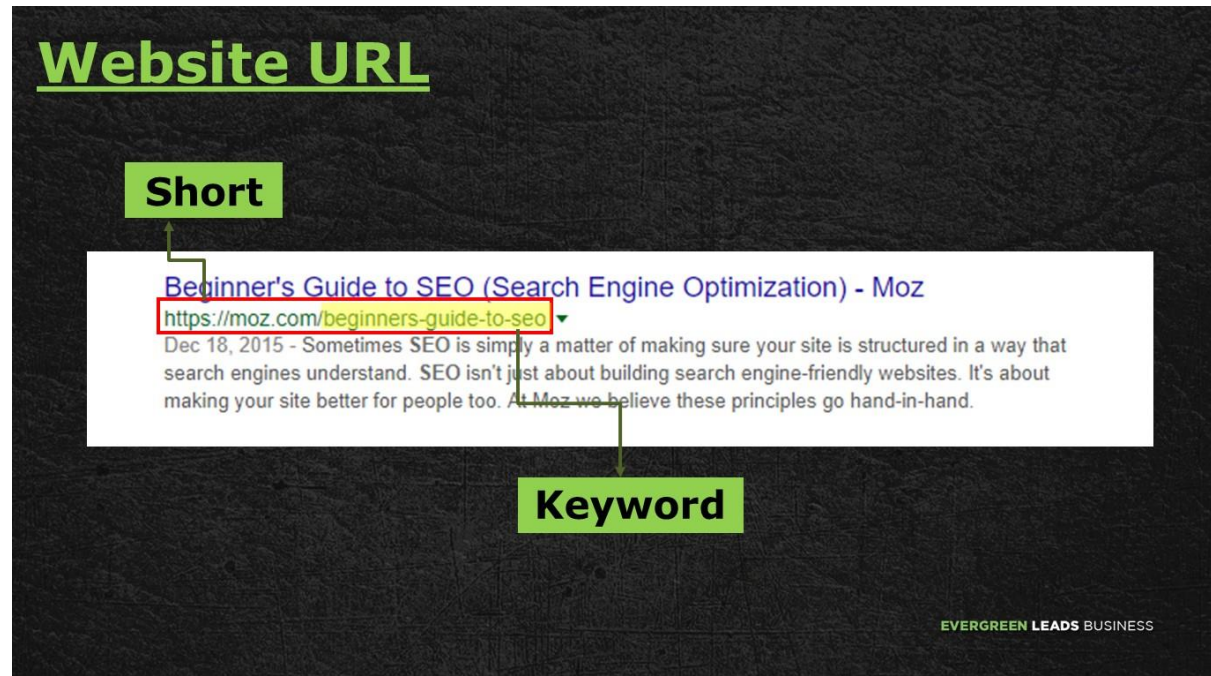 Website URL
Short
Beginner's Guide to SEO (Search Engine Optimization) - Moz
https://moz.com/beginners-guide-to-seo
Dec 18, 2015 - Sometimes SEO is simply a matter of making sure your site is structured in a way that
search engines understand. SEO isn't just about building search engine-friendly websites. It's about
making your site better for people too. At Moz we believe these principles go hand-in-hand.
Keyword
EVERGREEN LEADS BUSINESS